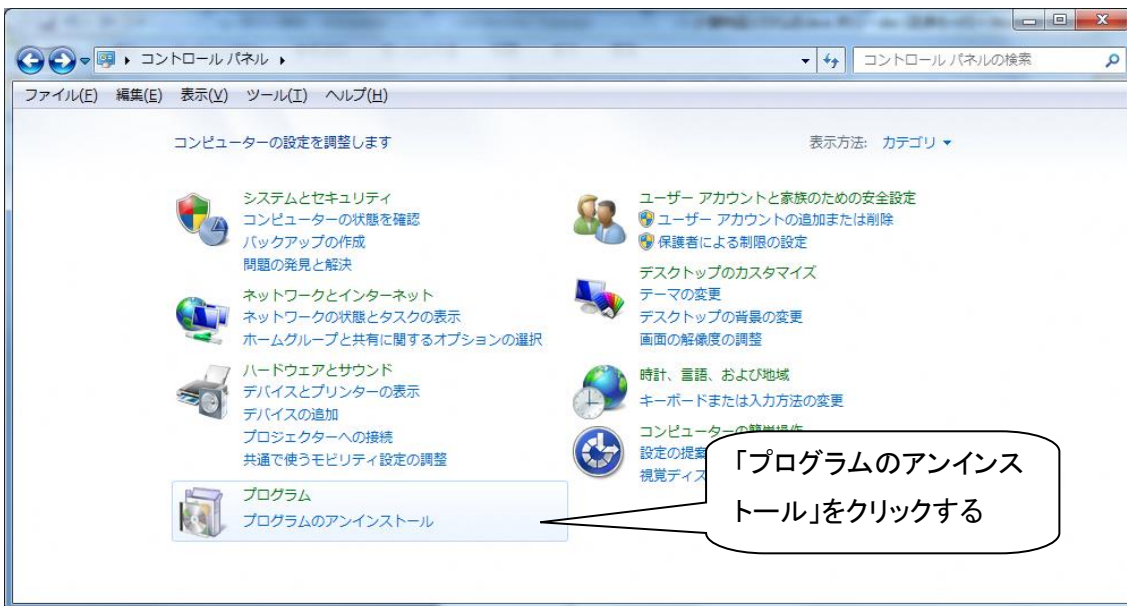 コントロール パネル
コントロール パネルの検索
ファイル(F) 編集(E) 表示(V) ツール(T) ヘルプ(H)
コンピューターの設定を調整します
表示方法: カテゴリ
システムとセキュリティ
コンピューターの状態を確認
バックアップの作成
問題の発見と解決
ネットワークとインターネット
ネットワークの状態とタスクの表示
ホームグループと共有に関するオプションの選択
ハードウェアとサウンド
デバイスとプリンターの表示
デバイスの追加
プロジェクターへの接続
共通で使うモビリティ設定の調整
プログラム
プログラムのアンインストール
ユーザー アカウントと家族のための安全設定
ユーザー アカウントの追加または削除
保護者による制限の設定
デスクトップのカスタマイズ
テーマの変更
デスクトップの背景の変更
画面の解像度の調整
時計、言語、および地域
キーボードまたは入力方法の変更
コンピューターの
設定の提案
視覚ディス
「プログラムのアンインス
トール」をクリックする